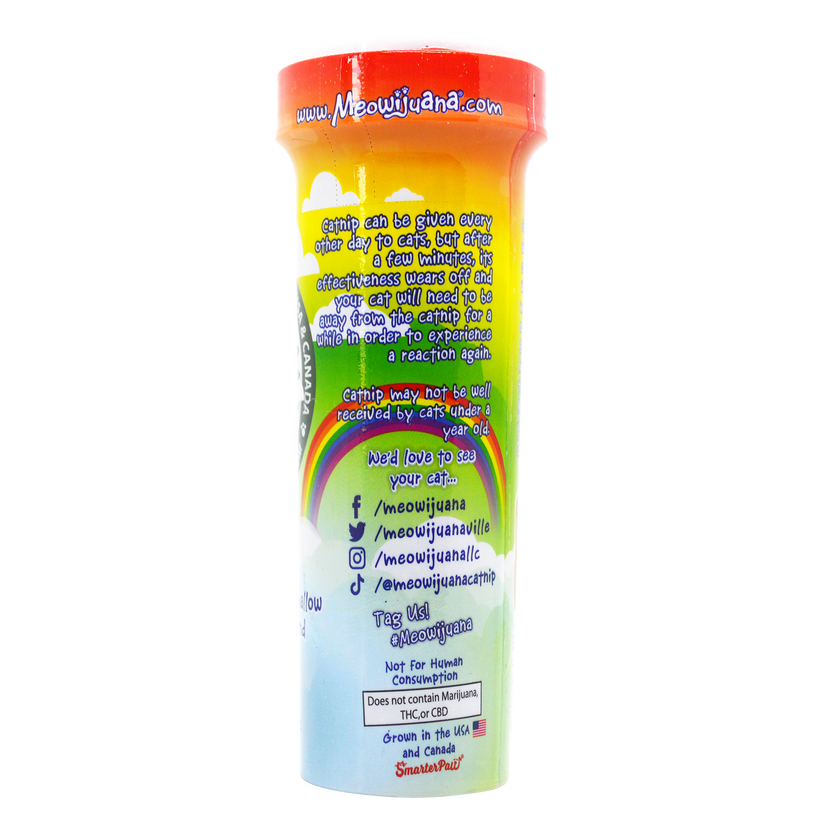 www.Meowijuana.com
Catnip can be given every
other day to cats, but after
a few minutes, its
effectiveness wears off and
your cat will need to be
away from the catnip for a
while in order to experience
a reaction again.
Catnip may not be well
received by cats under a
year old.
We'd love to see
your cat...
/meowijuana
/meowijuanaville
/meowijuanallc
/@meowijuanacatnip
Tag Us!
#Meowijuana
Not For Human
Consumption
Does not contain Marijuana,
THC,or CBD
Grown in the USA
and Canada
SmarterPaw
& CANADA